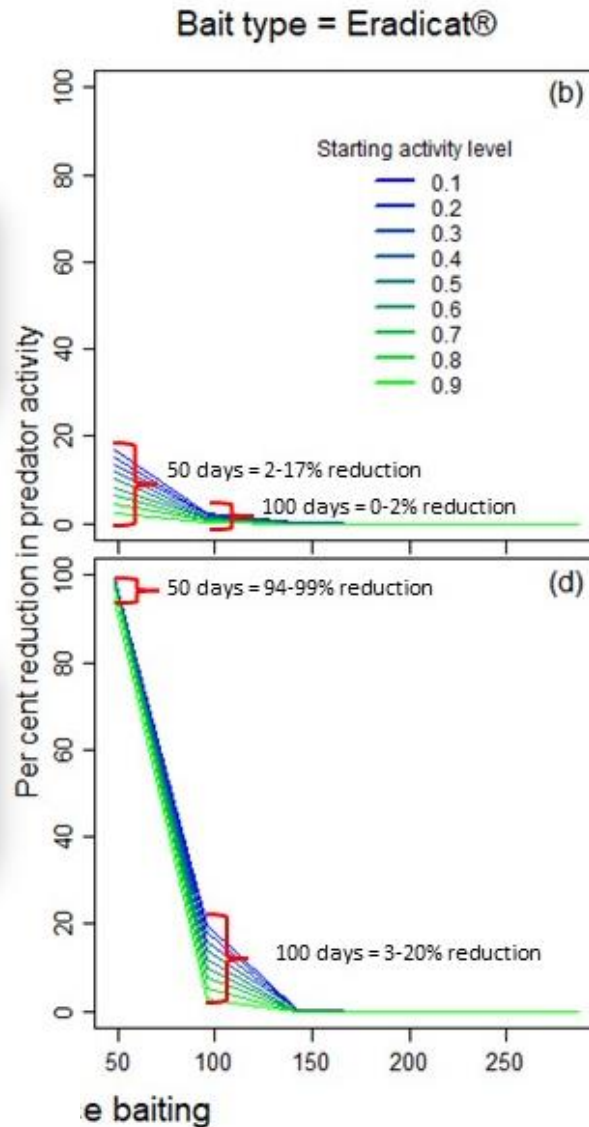 Bait type = Eradicat®
(b)
Starting activity level
0.1
0.2
0.3
0.4
0.5
0.6
0.7
0.8
0.9
100
80
60
40
20
0
50 days = 2-17% reduction
100 days = 0-2% reduction
Per cent reduction in predator activity
(d)
100
80
60
40
20
0
50 days = 94-99% reduction
100 days = 3-20% reduction
50 100 150 200 250
e baiting